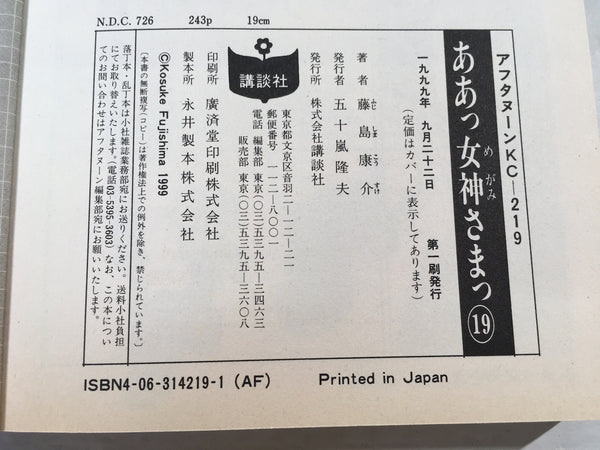 N.D.C. 726 243p 19cm
アフタヌーンKC—219
ああっ女神さまっ⑲
めがみ
一九九九年 九月二十二日 第一刷発行
(定価はカバーに表示してあります)
著者 藤島康介
発行者 五十嵐隆夫
発行所 株式会社講談社
東京都文京区音羽二-一二-二一
郵便番号 一一二-八〇〇一
電話 編集部 東京(〇三)五三九五-三四六三
販売部 東京(〇三)五三九五-三六〇八
講談社
印刷所 廣済堂印刷株式会社
製本所 永井製本株式会社
©Kosuke Fujishima 1999
(本書の無断複写(コピー)は著作権法上での例外を除き、禁じられています。)
落丁本・乱丁本は小社雑誌業務部宛にお送りください。送料小社負担
にてお取り替えいたします。(電話03-5395-3603)なお、この本につい
てのお問い合わせはアフタヌーン編集部宛にお願いいたします。
ISBN4-06-314219-1 (AF) Printed in Japan